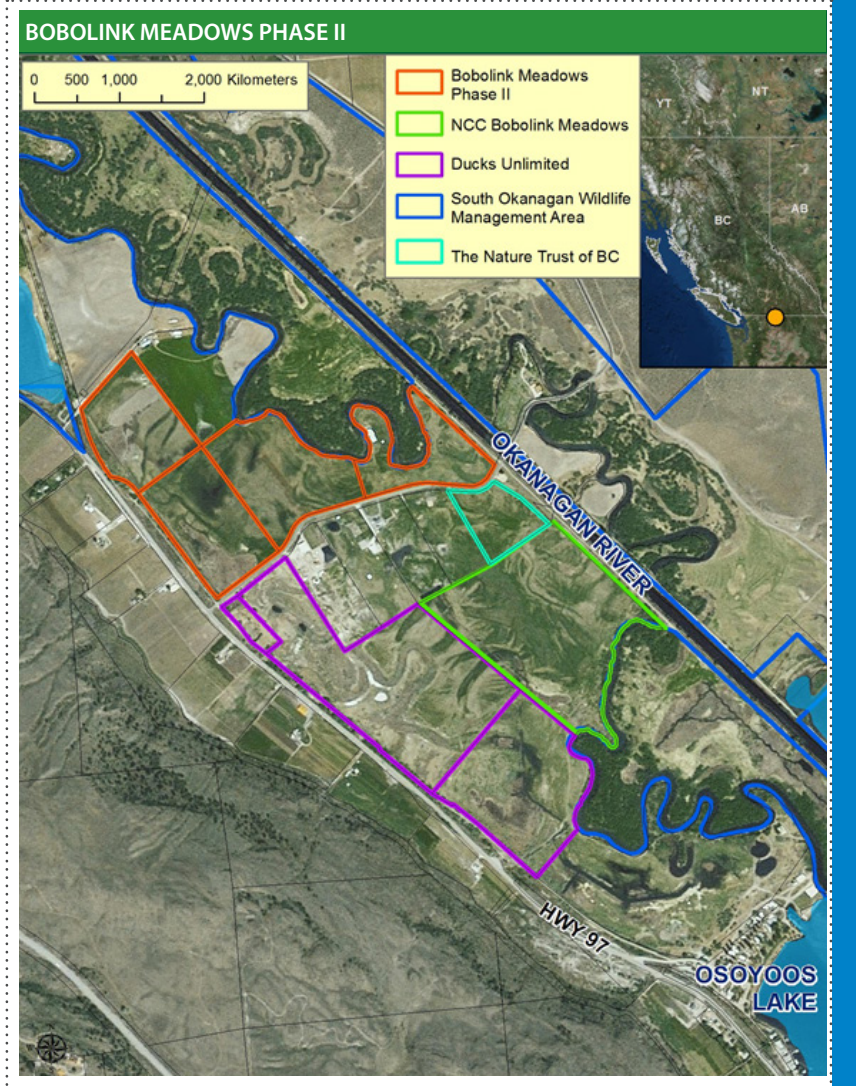 BOBOLINK MEADOWS PHASE II
0 500 1,000 2,000 Kilometers
Bobolink Meadows
Phase II
NCC Bobolink Meadows
Ducks Unlimited
South Okanagan Wildlife
Management Area
The Nature Trust of BC
YT
NT
BC
AB
OKANAGAN RIVER
HWY 97
OSOYOOS
LAKE